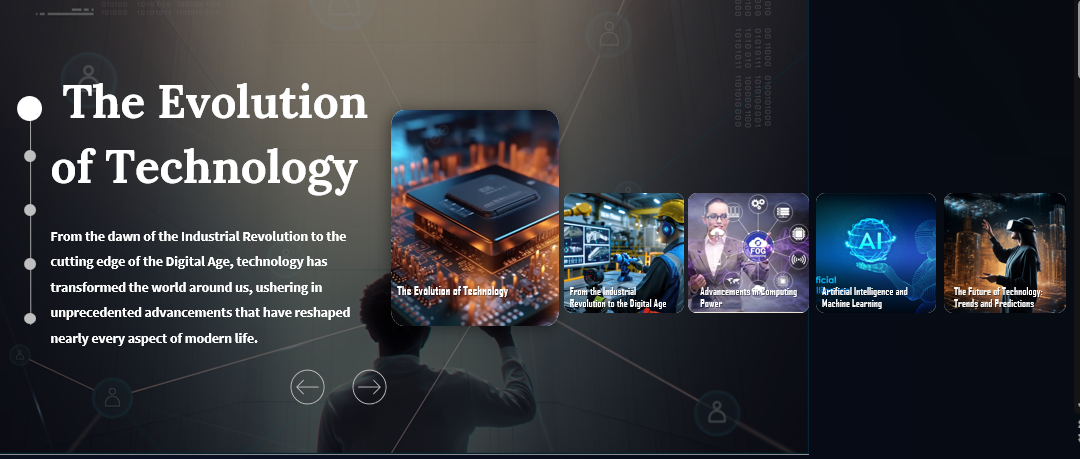 The Evolution
of Technology
From the dawn of the Industrial Revolution to the
cutting edge of the Digital Age, technology has
transformed the world around us, ushering in
unprecedented advancements that have reshaped
nearly every aspect of modern life.
The Evolution of Technology
From the Industrial
Revolution to the Digital Age
FOG
Advancements in Computing
Power
AI
ficial
Artificial Intelligence and
Machine Learning
The Future of Technology:
Trends and Predictions